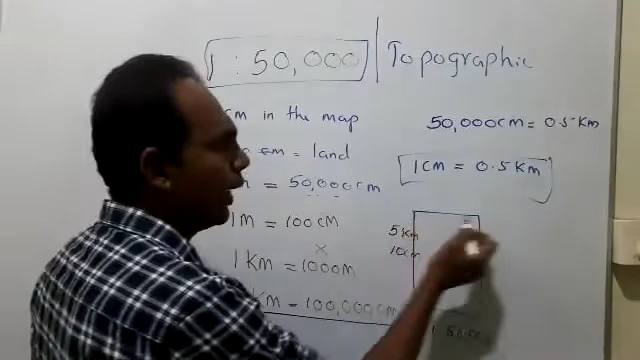 1 : 50,000
Topographic
cm in the map
= land
= 50,000cm
1M = 100CM
1KM = 1000M
KM = 100,000CM
50,000cm = 0.5KM
1CM = 0.5KM
5KM
10cm